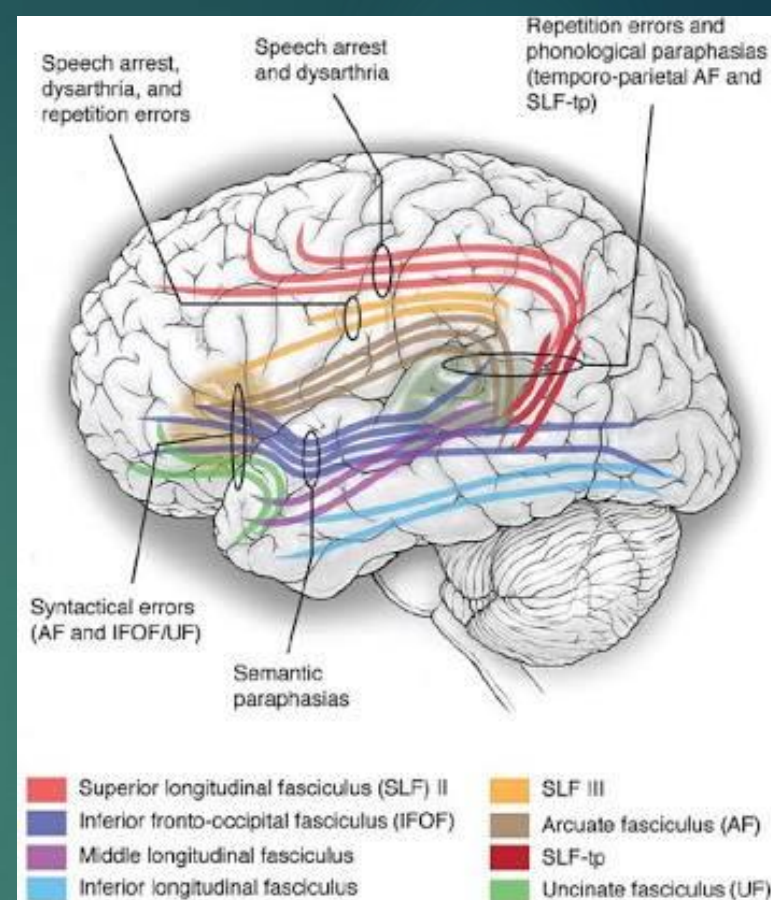 Speech arrest,
dysarthria, and
repetition errors
Speech arrest
and dysarthria
Repetition errors and
phonological paraphasias
(temporo-parietal AF and
SLF-tp)
Syntactical errors
(AF and IFOF/UF)
Semantic
paraphasias
Superior longitudinal fasciculus (SLF) II
Inferior fronto-occipital fasciculus (IFOF)
Middle longitudinal fasciculus
Inferior longitudinal fasciculus
SLF III
Arcuate fasciculus (AF)
SLF-tp
Uncinate fasciculus (UF)